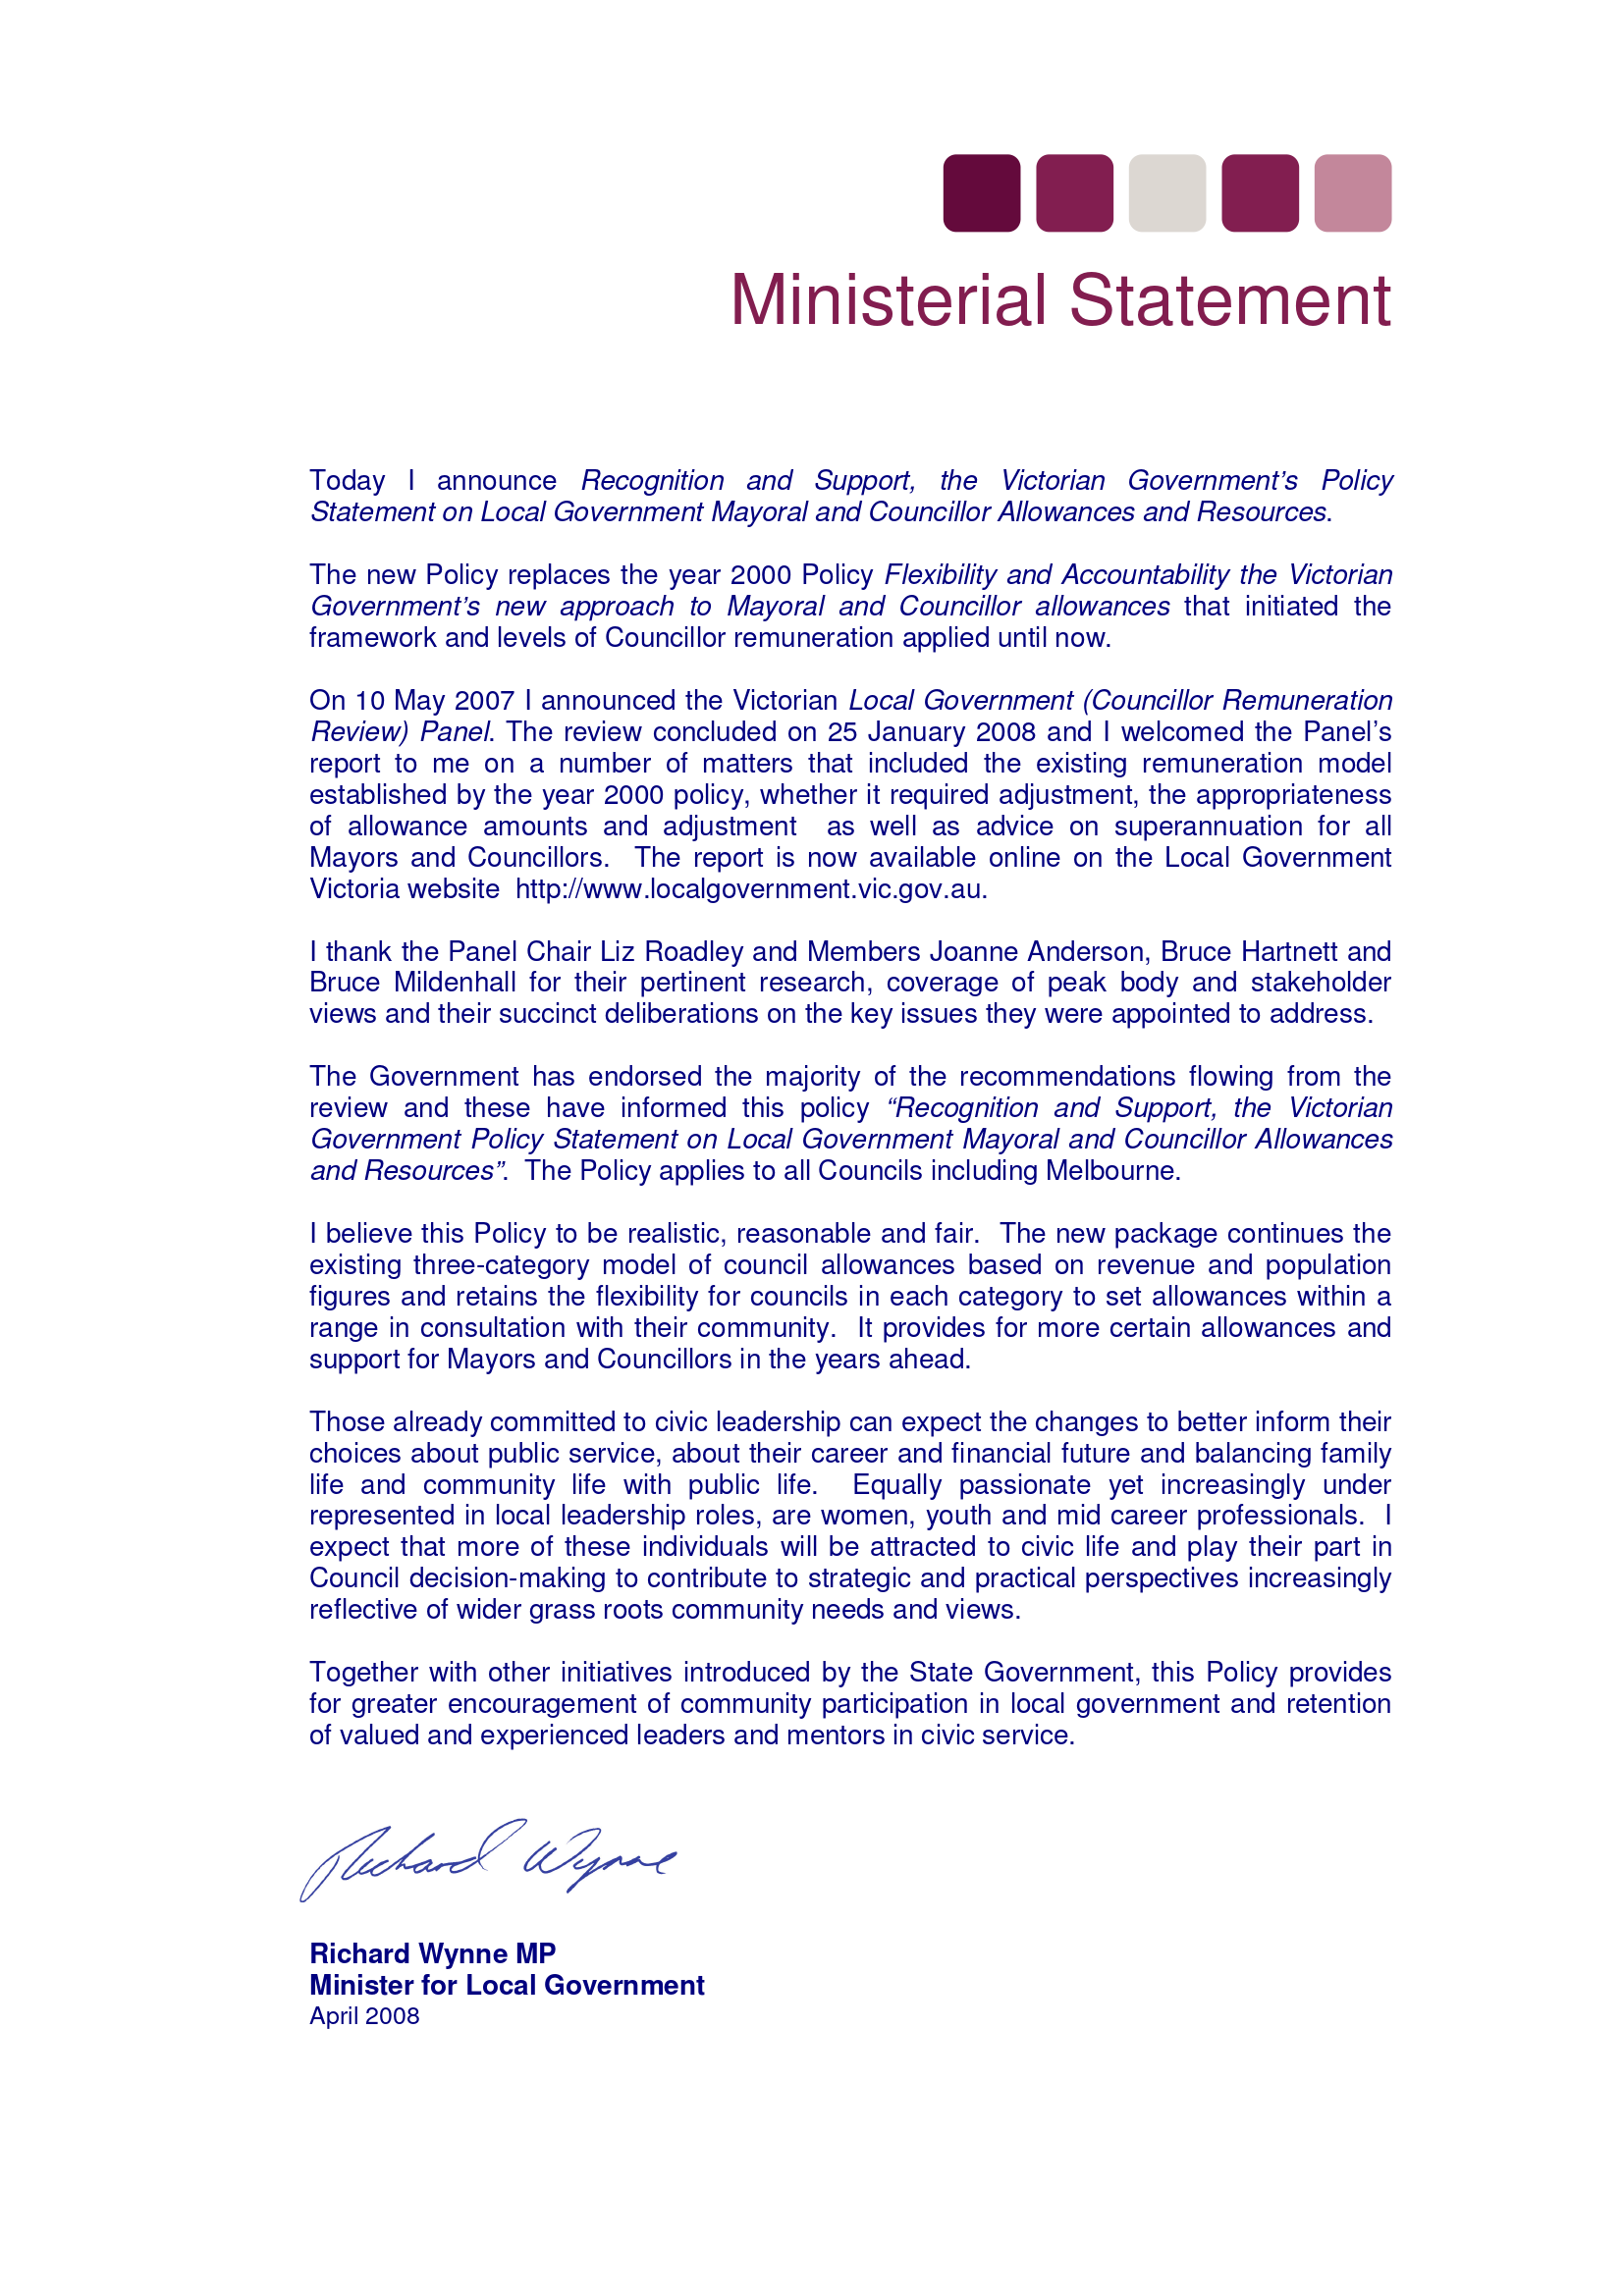 Ministerial Statement
Today I announce Recognition and Support, the Victorian Government's Policy
Statement on Local Government Mayoral and Councillor Allowances and Resources.
The new Policy replaces the year 2000 Policy Flexibility and Accountability the Victorian
Government's new approach to Mayoral and Councillor allowances that initiated the
framework and levels of Councillor remuneration applied until now.
On 10 May 2007 I announced the Victorian Local Government (Councillor Remuneration
Review) Panel. The review concluded on 25 January 2008 and I welcomed the Panel's
report to me on a number of matters that included the existing remuneration model
established by the year 2000 policy, whether it required adjustment, the appropriateness
of allowance amounts and adjustment as well as advice on superannuation for all
Mayors and Councillors. The report is now available online on the Local Government
Victoria website http://www.localgovernment.vic.gov.au.
I thank the Panel Chair Liz Roadley and Members Joanne Anderson, Bruce Hartnett and
Bruce Mildenhall for their pertinent research, coverage of peak body and stakeholder
views and their succinct deliberations on the key issues they were appointed to address.
The Government has endorsed the majority of the recommendations flowing from the
review and these have informed this policy “Recognition and Support, the Victorian
Government Policy Statement on Local Government Mayoral and Councillor Allowances
and Resources”. The Policy applies to all Councils including Melbourne.
I believe this Policy to be realistic, reasonable and fair. The new package continues the
existing three-category model of council allowances based on revenue and population
figures and retains the flexibility for councils in each category to set allowances within a
range in consultation with their community. It provides for more certain allowances and
support for Mayors and Councillors in the years ahead.
Those already committed to civic leadership can expect the changes to better inform their
choices about public service, about their career and financial future and balancing family
life and community life with public life. Equally passionate yet increasingly under
represented in local leadership roles, are women, youth and mid career professionals. I
expect that more of these individuals will be attracted to civic life and play their part in
Council decision-making to contribute to strategic and practical perspectives increasingly
reflective of wider grass roots community needs and views.
Together with other initiatives introduced by the State Government, this Policy provides
for greater encouragement of community participation in local government and retention
of valued and experienced leaders and mentors in civic service.
Richard Wynne
Richard Wynne MP
Minister for Local Government
April 2008